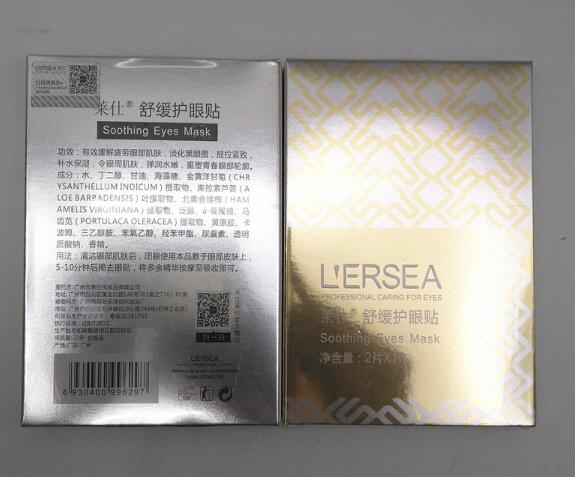 莱仕® 舒缓护眼贴
Soothing Eyes Mask
功效：有效缓解疲劳眼部肌肤，淡化黑眼圈，提拉紧致，
补水保湿，令眼周肌肤，弹润水嫩，重塑青春眼部轮廓。
成分：水、丁二醇、甘油、海藻糖、金黄洋甘菊（CHR
YSANTHELLUM INDICUM）提取物、库拉索芦荟（A
LOE BARBADENSIS）叶提取物、北美金缕梅（HAM
AMELIS VIRGINIANA）提取物、泛醇、β-葡聚糖、马
齿苋（PORTULACA OLERACEA）提取物、黄原胶、卡
波姆、三乙醇胺、苯氧乙醇、羟苯甲酯、尿囊素、透明
质酸钠、香精。
用法：清洁眼部肌肤后，闭眼使用本品敷于眼部皮肤上，
5-10分钟后揭去眼贴，将多余精华按摩至吸收即可。
扫一扫
L'ERSEA
6 930400 996297
L'ERSEA
PROFESSIONAL CARING FOR EYES
莱仕® 舒缓护眼贴
Soothing Eyes Mask
净含量：2片X1